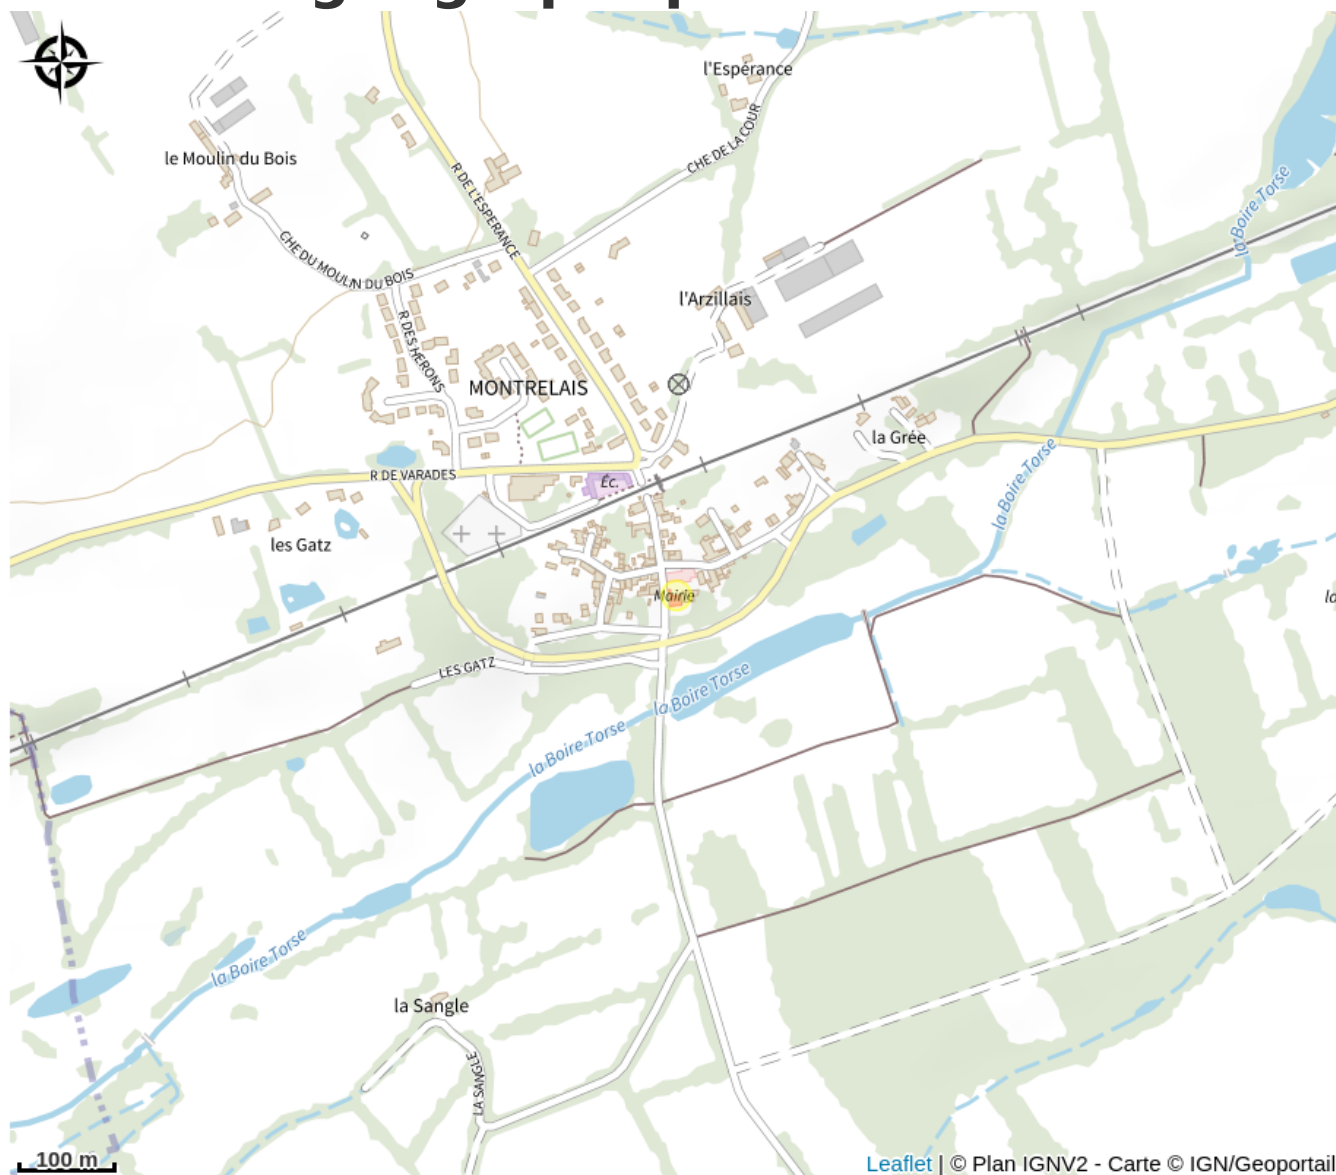 l'Espérance
CHE DE LA COUR
le Moulin du Bois
R DE L'ESPERANCE
la Boire Torse
CHE DU MOULIN DU BOIS
l'Arzillais
R DES HERONS
MONTRELAIS
la Grée
R DE VARADES
Éc.
la Boire Torse
les Gatz
Mairie
LES GATZ
la Boire Torse
la Boire Torse
la Boire Torse
la Sangle
LA SANGLE
100 m
Leaflet | © Plan IGNV2 - Carte © IGN/Geoportail